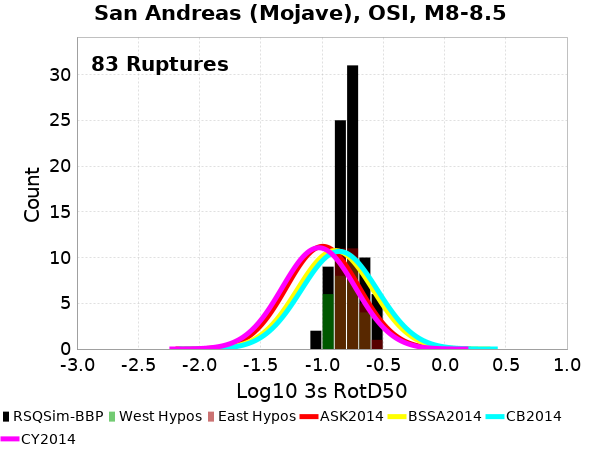 San Andreas (Mojave), OSI, M8-8.5
83 Ruptures
Count
30
25
20
15
10
5
0
-3.0 -2.5 -2.0 -1.5 -1.0 -0.5 0.0 0.5 1.0
Log10 3s RotD50
RSQSim-BBP West Hypos East Hypos ASK2014 BSSA2014 CB2014
CY2014